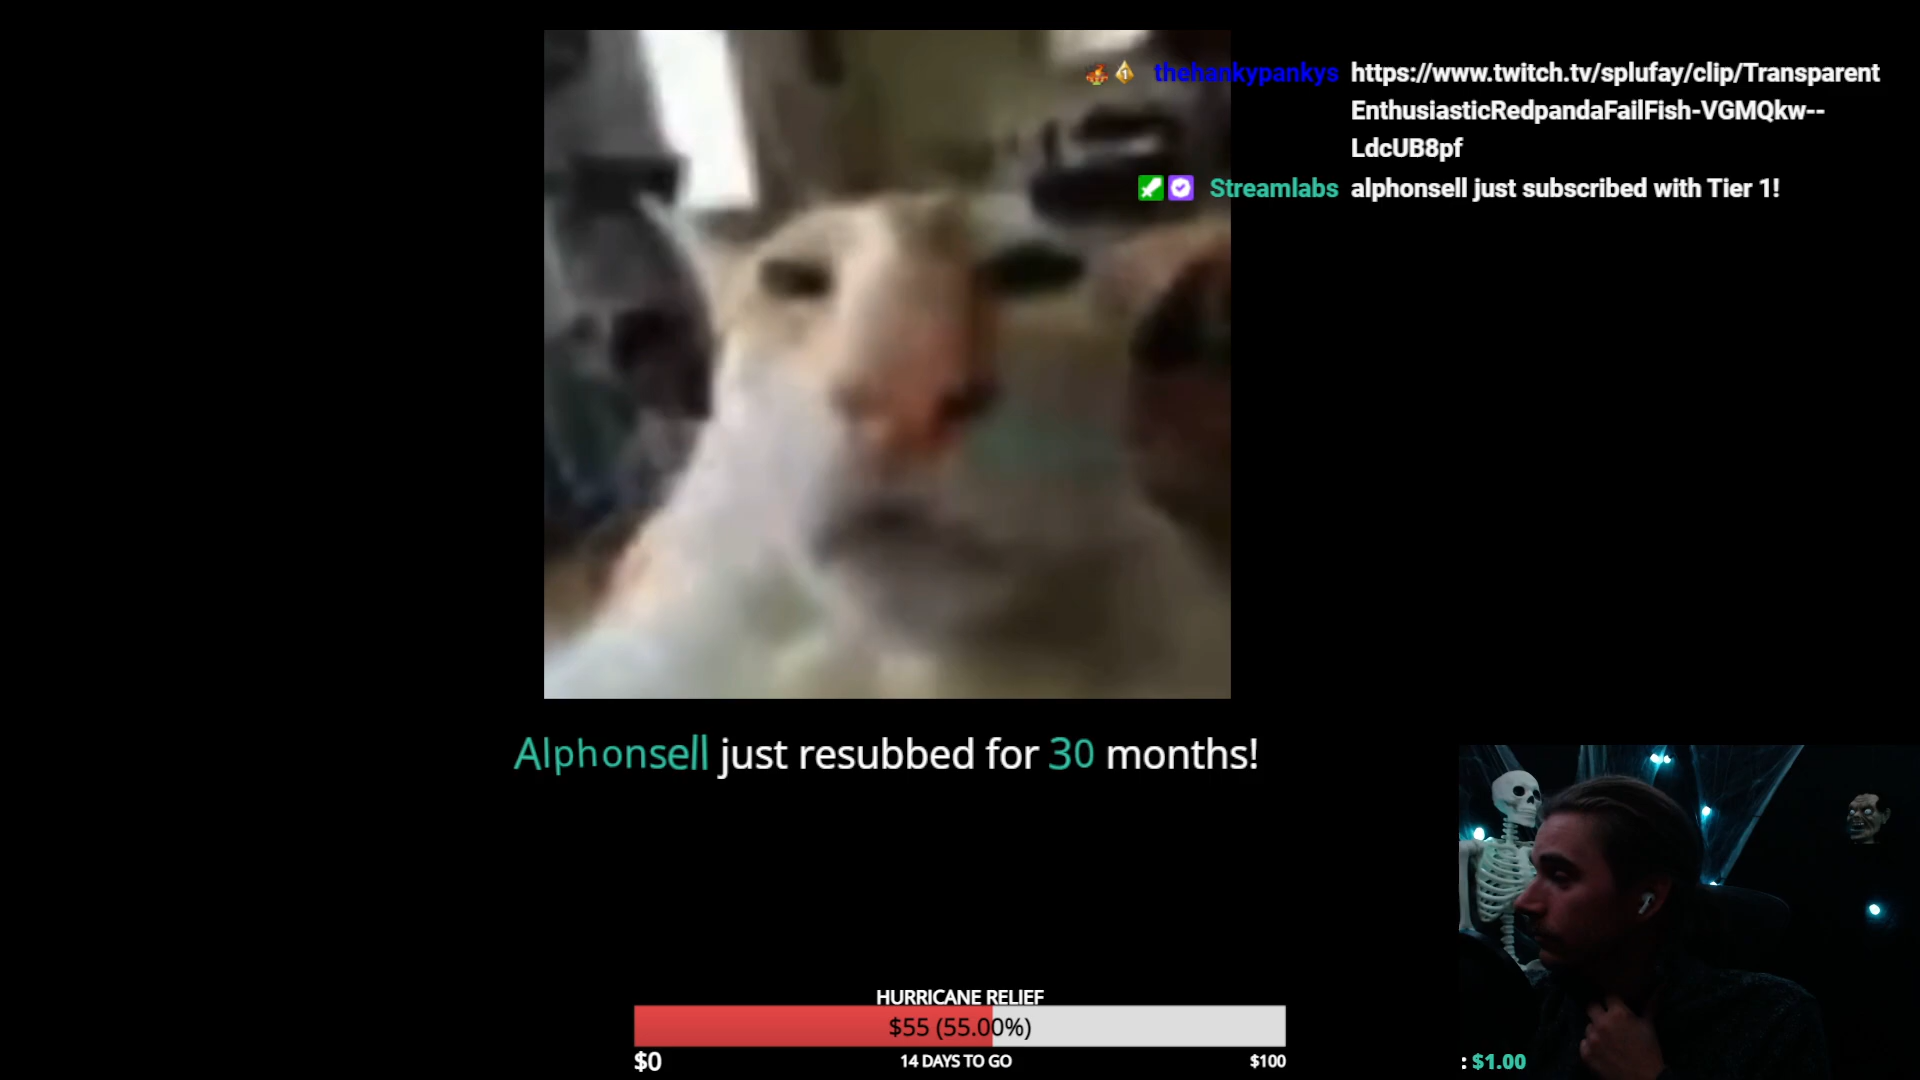 thehankypankys https://www.twitch.tv/splufay/clip/Transparent
EnthusiasticRedpandaFailFish-VGMQkw--
LdcUB8pf
Streamlabs alphonsell just subscribed with Tier 1!
Alphonsell just resubbed for 30 months!
HURRICANE RELIEF
$55 (55.00%)
$0 14 DAYS TO GO $100
: $1.00